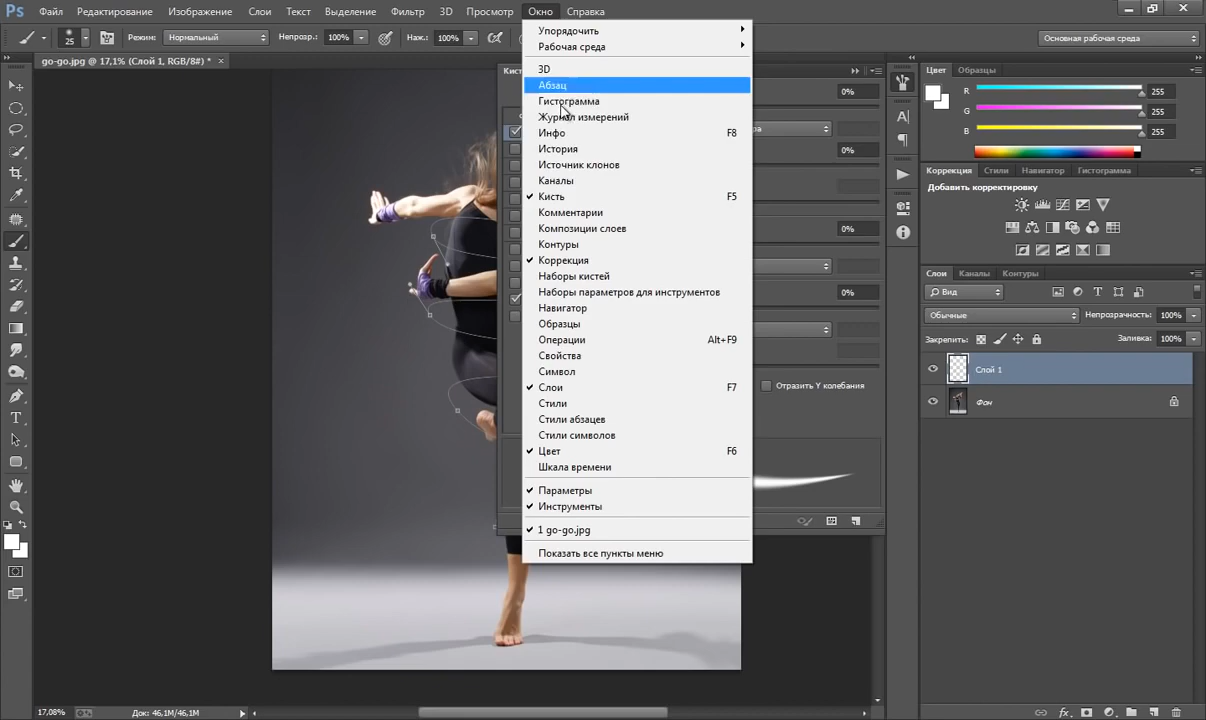 Ps Файл Редактирование Изображение Слои Текст Выделение Фильтр 3D Просмотр Окно Справка
25 Режим: Нормальный Непрозр.: 100% Наж.: 100% Основная рабочая среда
go-go.jpg @ 17,1% (Слой 1, RGB/8#) * ×
Упорядочить
Рабочая среда
3D
Абзац
Гистограмма
Журнал измерений
Инфо F8
История
Источник клонов
Каналы
Кисть F5
Комментарии
Композиции слоев
Контуры
Коррекция
Наборы кистей
Наборы параметров для инструментов
Навигатор
Образцы
Операции Alt+F9
Свойства
Символ
Слои F7
Стили
Стили абзацев
Стили символов
Цвет F6
Шкала времени
Параметры
Инструменты
1 go-go.jpg
Показать все пункты меню
0%
0%
0%
0%
Отразить Y колебания
Цвет Образцы
R 255
G 255
B 255
Коррекция Стили Навигатор Гистограмма
Добавить корректировку
Слои Каналы Контуры
Вид
Обычные Непрозрачность: 100%
Закрепить: Заливка: 100%
Слой 1
Фон
17,08% Док: 46,1M/46,1M